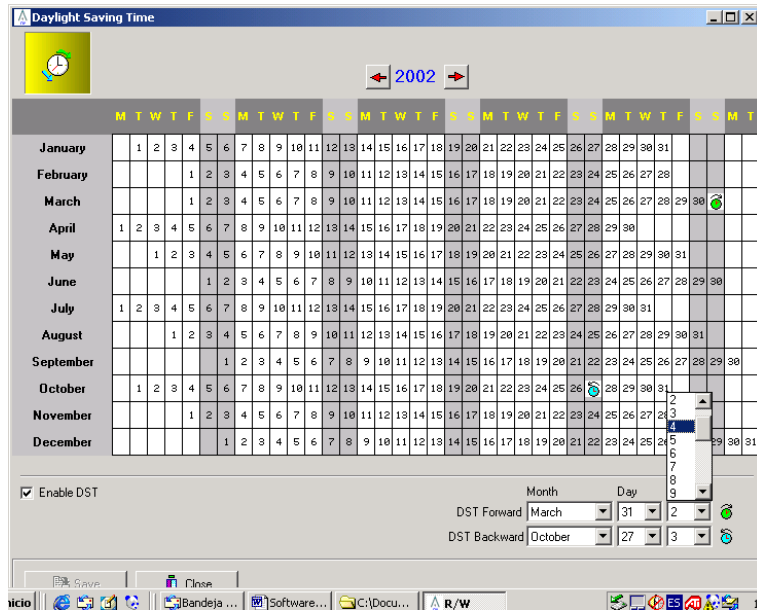 Daylight Saving Time
2002
M T W T F S S M T W T F S S M T W T F S S M T W T F S S M T W T F S S M T
January 1 2 3 4 5 6 7 8 9 10 11 12 13 14 15 16 17 18 19 20 21 22 23 24 25 26 27 28 29 30 31
February 1 2 3 4 5 6 7 8 9 10 11 12 13 14 15 16 17 18 19 20 21 22 23 24 25 26 27 28
March 1 2 3 4 5 6 7 8 9 10 11 12 13 14 15 16 17 18 19 20 21 22 23 24 25 26 27 28 29 30
April 1 2 3 4 5 6 7 8 9 10 11 12 13 14 15 16 17 18 19 20 21 22 23 24 25 26 27 28 29 30
May 1 2 3 4 5 6 7 8 9 10 11 12 13 14 15 16 17 18 19 20 21 22 23 24 25 26 27 28 29 30 31
June 1 2 3 4 5 6 7 8 9 10 11 12 13 14 15 16 17 18 19 20 21 22 23 24 25 26 27 28 29 30
July 1 2 3 4 5 6 7 8 9 10 11 12 13 14 15 16 17 18 19 20 21 22 23 24 25 26 27 28 29 30 31
August 1 2 3 4 5 6 7 8 9 10 11 12 13 14 15 16 17 18 19 20 21 22 23 24 25 26 27 28 29 30 31
September 1 2 3 4 5 6 7 8 9 10 11 12 13 14 15 16 17 18 19 20 21 22 23 24 25 26 27 28 29 30
October 1 2 3 4 5 6 7 8 9 10 11 12 13 14 15 16 17 18 19 20 21 22 23 24 25 26 28 29 30 31
November 1 2 3 4 5 6 7 8 9 10 11 12 13 14 15 16 17 18 19 20 21 22 23 24 25 26 27
December 1 2 3 4 5 6 7 8 9 10 11 12 13 14 15 16 17 18 19 20 21 22 23 24 25 29 30 31
2
3
4
5
6
7
8
9
Enable DST
Month Day
DST Forward March 31 2
DST Backward October 27 3
Save Close
nicio Bandeja ... Software... C:\Docu... R/W ES